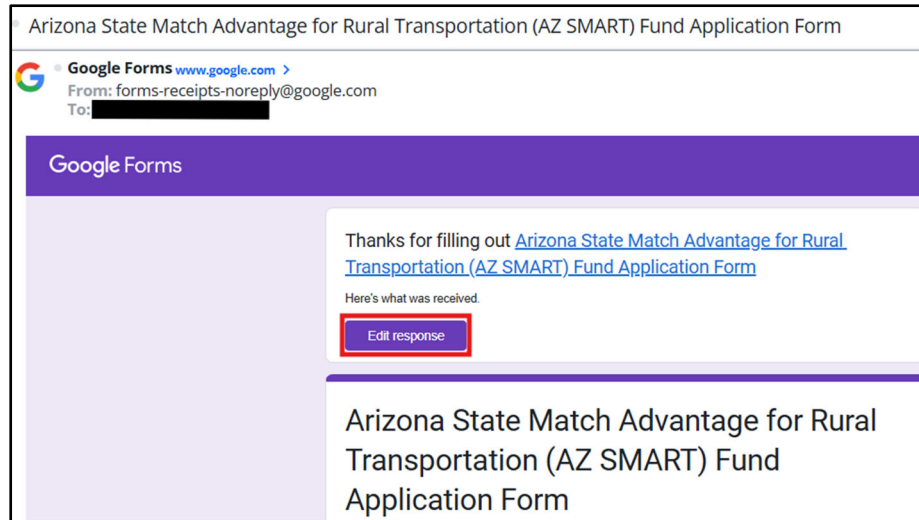 Arizona State Match Advantage for Rural Transportation (AZ SMART) Fund Application Form
Google Forms www.google.com >
From: forms-receipts-noreply@google.com
To:
Google Forms
Thanks for filling out Arizona State Match Advantage for Rural
Transportation (AZ SMART) Fund Application Form
Here's what was received.
Edit response
Arizona State Match Advantage for Rural
Transportation (AZ SMART) Fund
Application Form